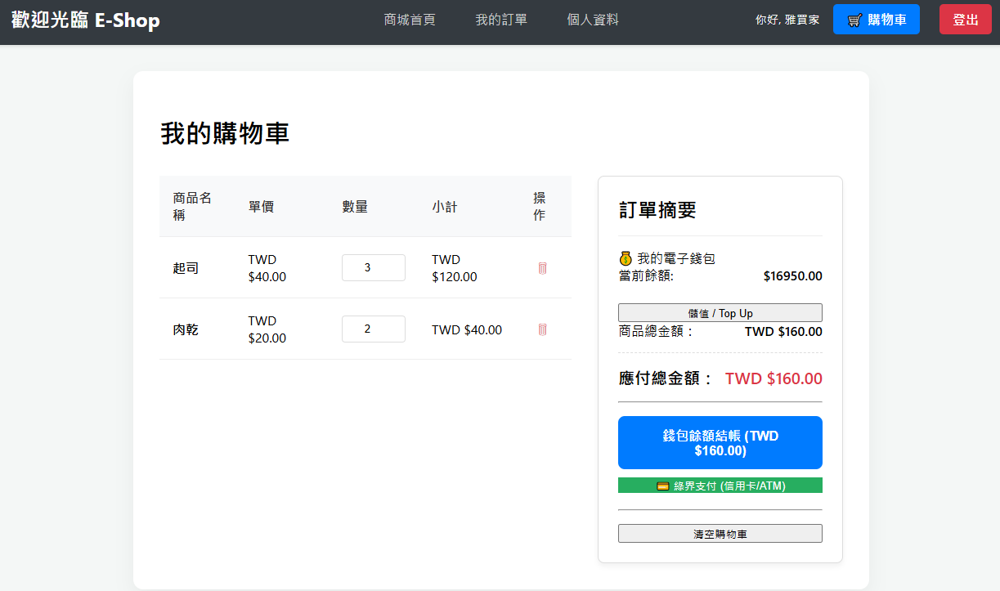 歡迎光臨 E-Shop
商城首頁 我的訂單 個人資料
你好, 雅買家
🛒 購物車
登出
我的購物車
商品名稱 單價 數量 小計 操作
起司 TWD $40.00 3 TWD $120.00
肉乾 TWD $20.00 2 TWD $40.00
訂單摘要
💰 我的電子錢包
當前餘額: $16950.00
儲值 / Top Up
商品總金額： TWD $160.00
應付總金額： TWD $160.00
錢包餘額結帳 (TWD
$160.00)
💳 綠界支付 (信用卡/ATM)
清空購物車